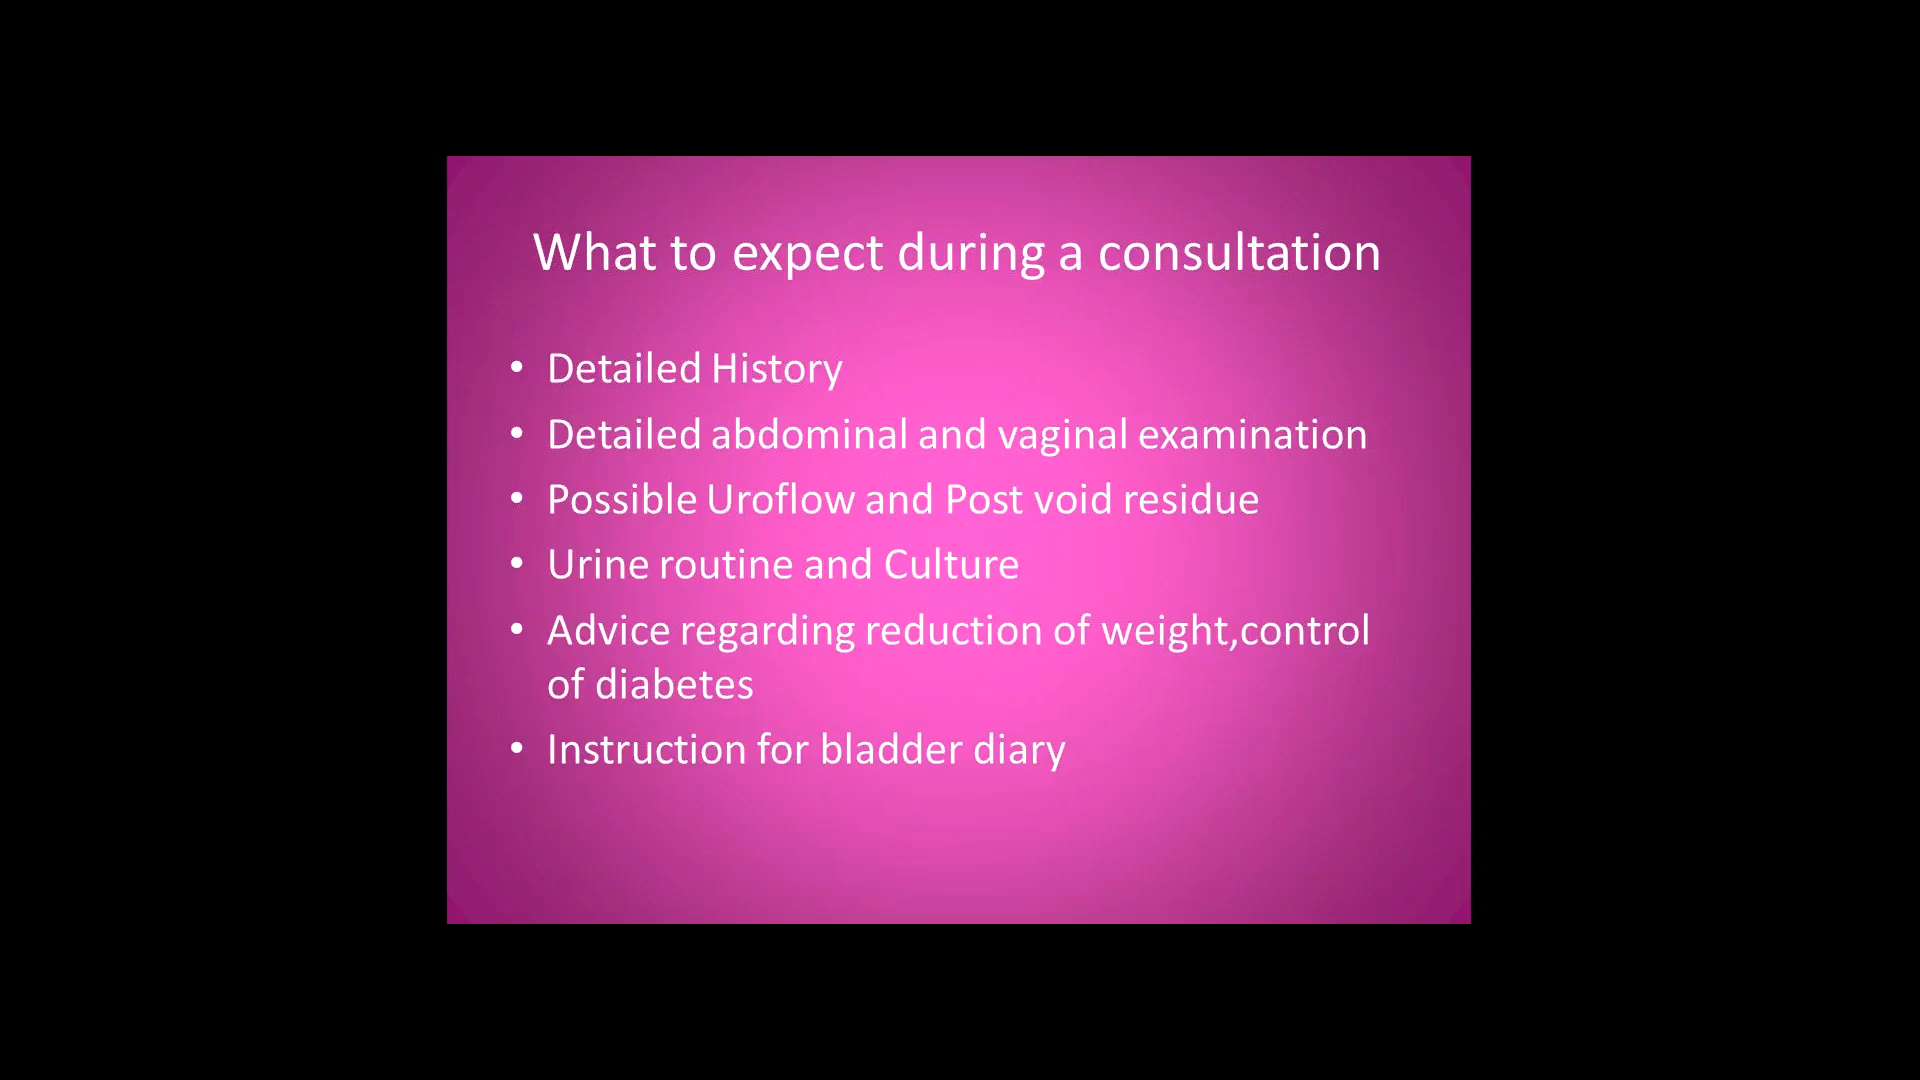 What to expect during a consultation
• Detailed History
• Detailed abdominal and vaginal examination
• Possible Uroflow and Post void residue
• Urine routine and Culture
• Advice regarding reduction of weight,control
of diabetes
• Instruction for bladder diary